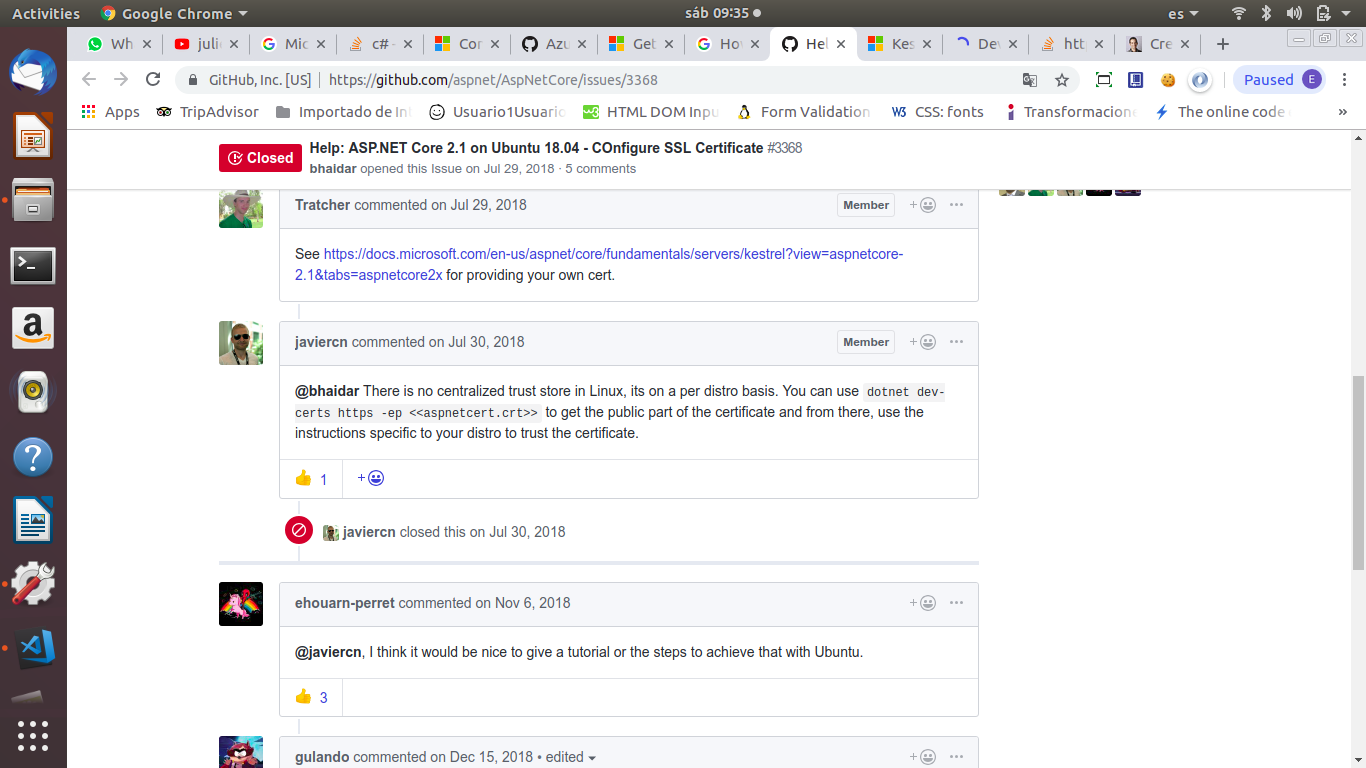 Activities Google Chrome sáb 09:35 es
Wh julie Mic c# - Cor Azu Get How Hel Kes Dev htt Cre
GitHub, Inc. [US] https://github.com/aspnet/AspNetCore/issues/3368 Paused E
Apps TripAdvisor Importado de In Usuario1Usuario HTML DOM Inpu Form Validation W3 CSS: fonts Transformacione The online code »
Closed Help: ASP.NET Core 2.1 on Ubuntu 18.04 - COnfigure SSL Certificate #3368
bhaidar opened this Issue on Jul 29, 2018 · 5 comments
Tratcher commented on Jul 29, 2018 Member
See https://docs.microsoft.com/en-us/aspnet/core/fundamentals/servers/kestrel?view=aspnetcore-
2.1&tabs=aspnetcore2x for providing your own cert.
javiercn commented on Jul 30, 2018 Member
@bhaidar There is no centralized trust store in Linux, its on a per distro basis. You can use dotnet dev-
certs https -ep <<aspnetcert.crt>> to get the public part of the certificate and from there, use the
instructions specific to your distro to trust the certificate.
👍 1
javiercn closed this on Jul 30, 2018
ehouarn-perret commented on Nov 6, 2018
@javiercn, I think it would be nice to give a tutorial or the steps to achieve that with Ubuntu.
👍 3
gulando commented on Dec 15, 2018 • edited